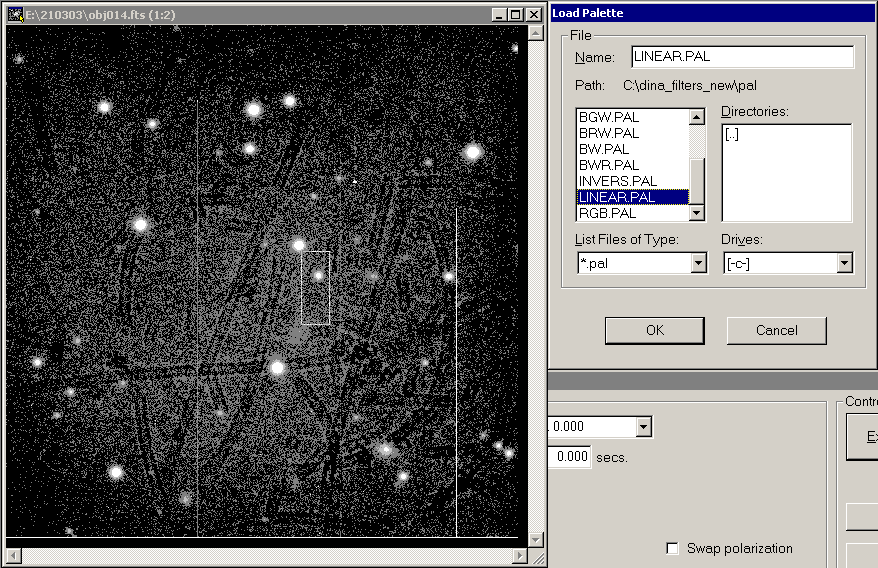 E:\210303\obj014.fts (1:2)
Load Palette
File
Name: LINEAR.PAL
Path: C:\dina_filters_new\pal
Directories:
BGW.PAL
BRW.PAL
BW.PAL
BWR.PAL
INVERS.PAL
LINEAR.PAL
RGB.PAL
[..]
List Files of Type:
*.pal
Drives:
[-c-]
OK
Cancel
0.000
0.000 secs.
Swap polarization